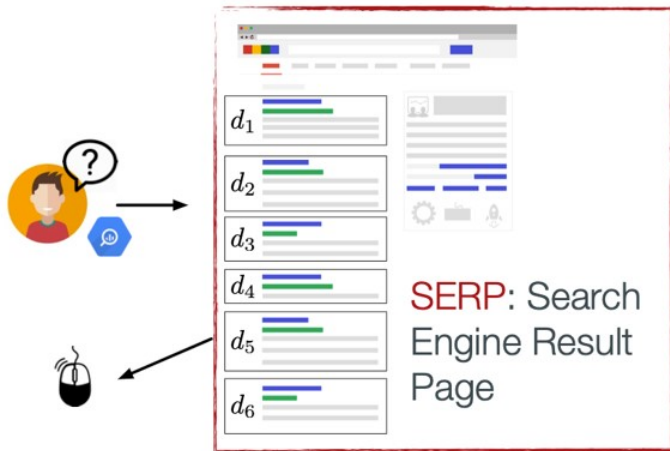 ?
d1
d2
d3
d4
d5
d6
SERP: Search
Engine Result
Page